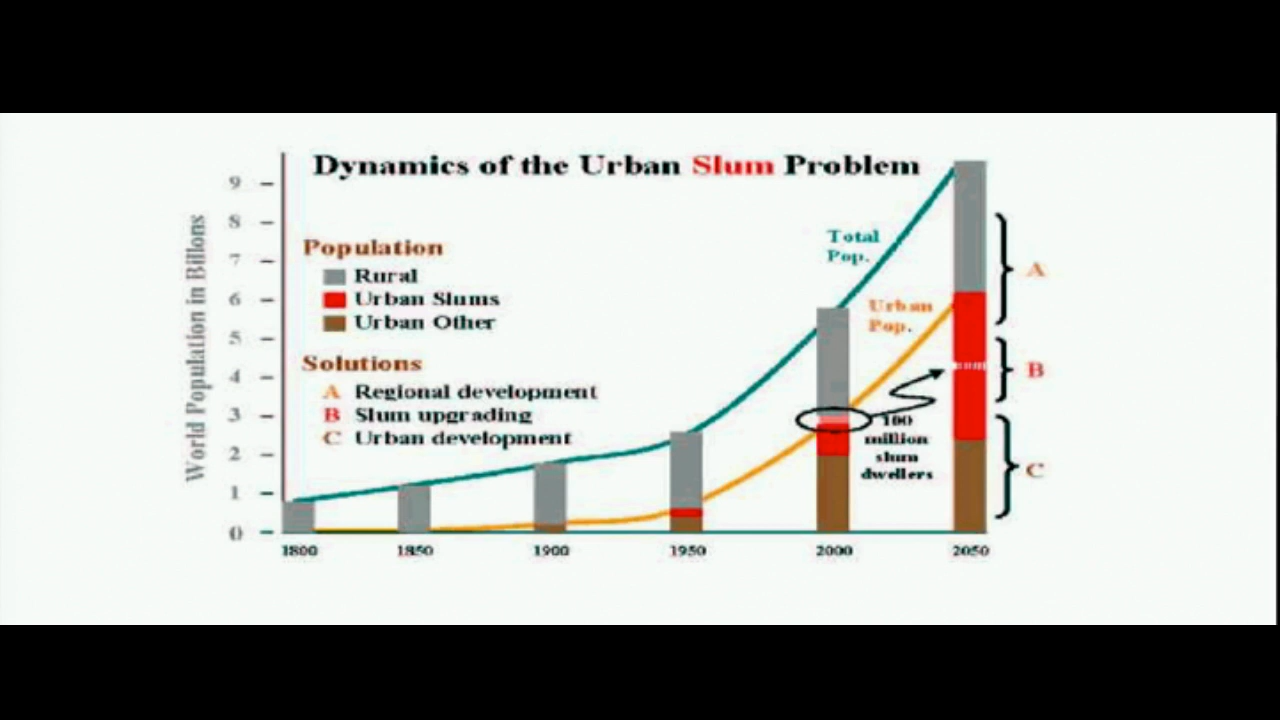 Dynamics of the Urban Slum Problem
World Population in Billions
9
8
7
6
5
4
3
2
1
0
Population
Rural
Urban Slums
Urban Other
Solutions
A Regional development
B Slum upgrading
C Urban development
Total
Pop.
Urban
Pop.
100
million
slum
dwellers
A
B
C
1800 1850 1900 1950 2000 2050